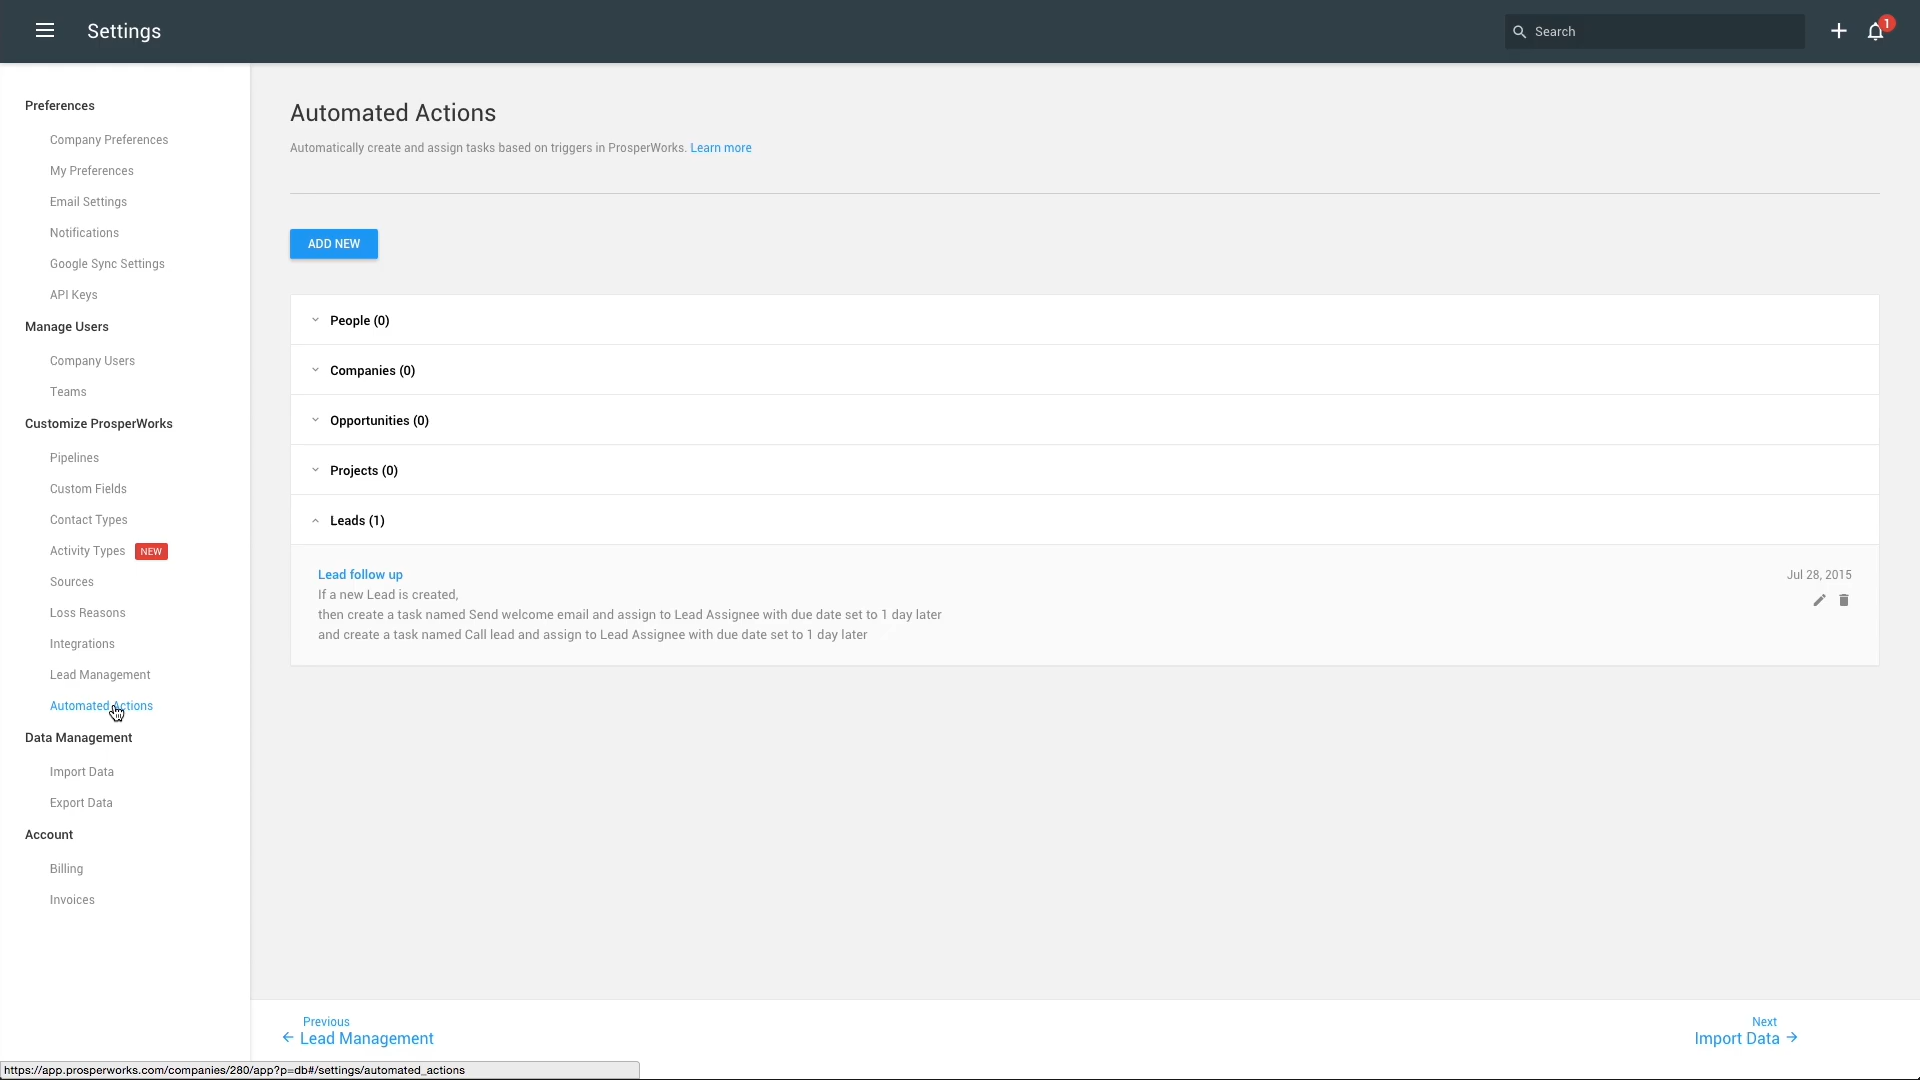 Settings
Search
1
Preferences
Company Preferences
My Preferences
Email Settings
Notifications
Google Sync Settings
API Keys
Manage Users
Company Users
Teams
Customize ProsperWorks
Pipelines
Custom Fields
Contact Types
Activity Types NEW
Sources
Loss Reasons
Integrations
Lead Management
Automated Actions
Data Management
Import Data
Export Data
Account
Billing
Invoices
Automated Actions
Automatically create and assign tasks based on triggers in ProsperWorks. Learn more
ADD NEW
People (0)
Companies (0)
Opportunities (0)
Projects (0)
Leads (1)
Lead follow up
Jul 28, 2015
If a new Lead is created,
then create a task named Send welcome email and assign to Lead Assignee with due date set to 1 day later
and create a task named Call lead and assign to Lead Assignee with due date set to 1 day later
Previous
← Lead Management
Next
Import Data →
https://app.prosperworks.com/companies/280/app?p=db#/settings/automated_actions